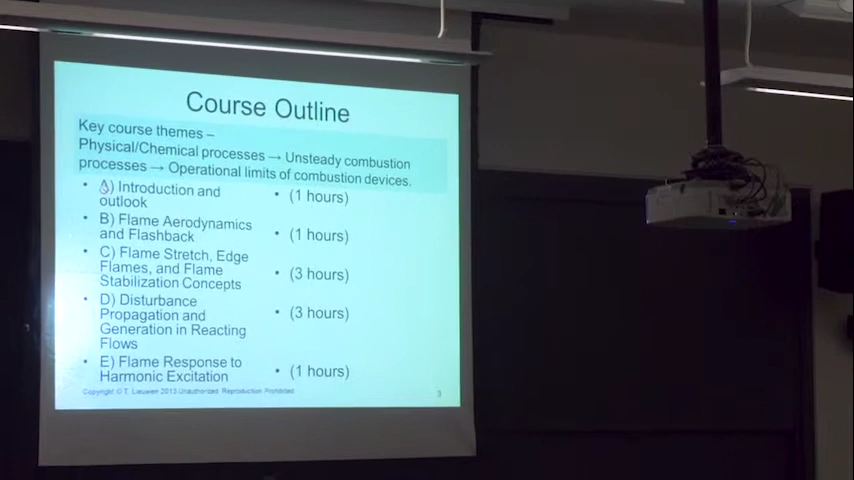 Course Outline
Key course themes –
Physical/Chemical processes → Unsteady combustion
processes → Operational limits of combustion devices.
• A) Introduction and
outlook
• (1 hours)
• B) Flame Aerodynamics
and Flashback
• (1 hours)
• C) Flame Stretch, Edge
Flames, and Flame
Stabilization Concepts
• (3 hours)
• D) Disturbance
Propagation and
Generation in Reacting
Flows
• (3 hours)
• E) Flame Response to
Harmonic Excitation
• (1 hours)
Copyright © T. Lieuwen 2013 Unauthorized Reproduction Prohibited
3